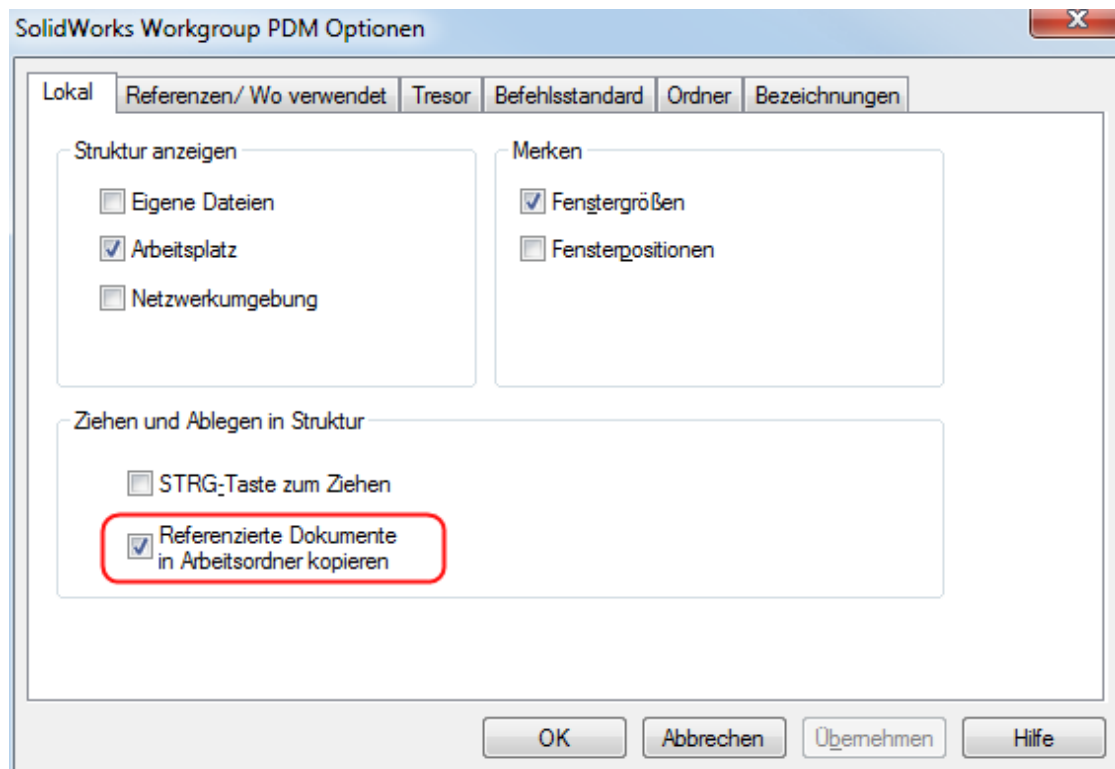 SolidWorks Workgroup PDM Optionen
x
Lokal Referenzen/ Wo verwendet Tresor Befehlsstandard Ordner Bezeichnungen
Struktur anzeigen Merken
Eigene Dateien Fenstergrößen
Arbeitsplatz Fensterpositionen
Netzwerkumgebung
Ziehen und Ablegen in Struktur
STRG-Taste zum Ziehen
Referenzierte Dokumente
in Arbeitsordner kopieren
OK Abbrechen Übernehmen Hilfe